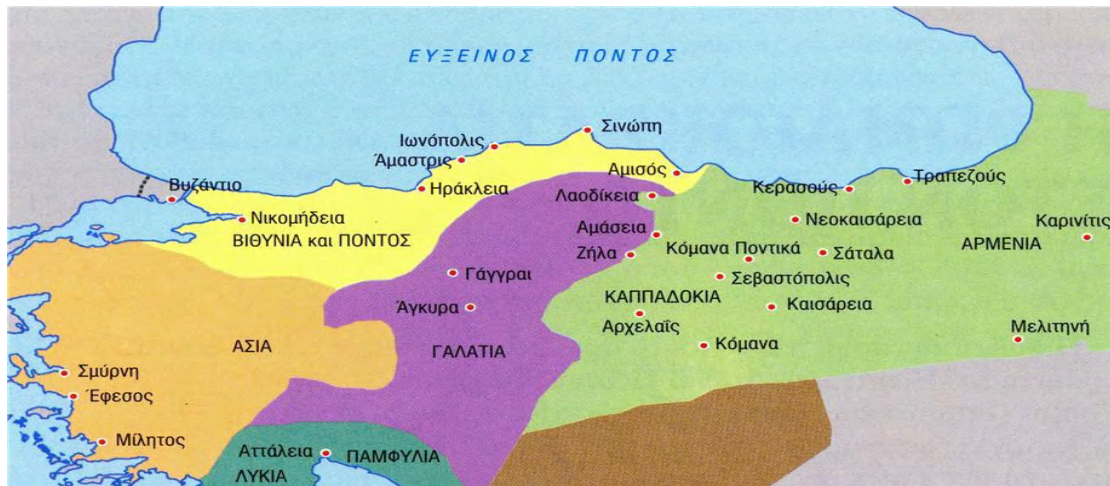 ΕΥΞΕΙΝΟΣ ΠΟΝΤΟΣ
Σινώπη
Ιωνόπολις
Άμαστρις
Αμισός
Τραπεζούς
Βυζάντιο
Ηράκλεια
Κερασούς
Λαοδίκεια
Νικομήδεια
Νεοκαισάρεια
Καρινίτις
Αμάσεια
ΒΙΘΥΝΙΑ και ΠΟΝΤΟΣ
Κόμανα Ποντικά
ΑΡΜΕΝΙΑ
Ζήλα
Σάταλα
Γάγγραι
Σεβαστόπολις
ΚΑΠΠΑΔΟΚΙΑ
Άγκυρα
Καισάρεια
Αρχελαΐς
Μελιτηνή
ΑΣΙΑ
ΓΑΛΑΤΙΑ
Κόμανα
Σμύρνη
Έφεσος
Μίλητος
Αττάλεια
ΠΑΜΦΥΛΙΑ
ΛΥΚΙΑ